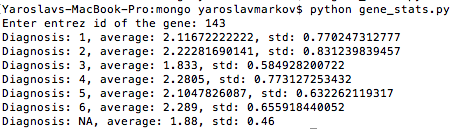 [Yaroslavs-MacBook-Pro:mongo yaroslavmarkov$ python gene_stats.py
Enter entrez id of the gene: 143
Diagnosis: 1, average: 2.11672222222, std: 0.770247312777
Diagnosis: 2, average: 2.22281690141, std: 0.831239839457
Diagnosis: 3, average: 1.833, std: 0.584928200722
Diagnosis: 4, average: 2.2805, std: 0.773127253432
Diagnosis: 5, average: 2.1047826087, std: 0.632262119317
Diagnosis: 6, average: 2.289, std: 0.655918440052
Diagnosis: NA, average: 1.88, std: 0.46